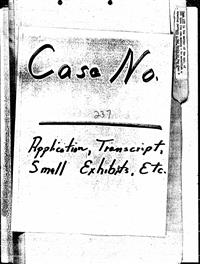 Case No.
237
Application, Transcript,
Small Exhibits, Etc.